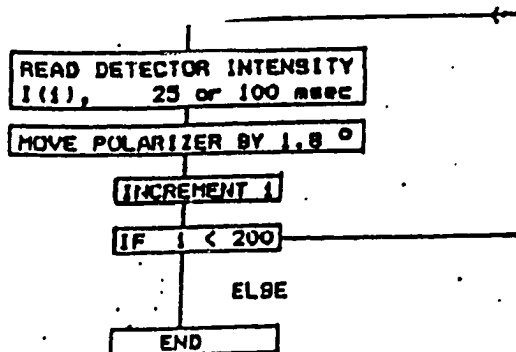 READ DETECTOR INTENSITY
I(i), 25 or 100 msec
MOVE POLARIZER BY 1.8 °
INCREMENT i
IF i < 200
ELSE
END